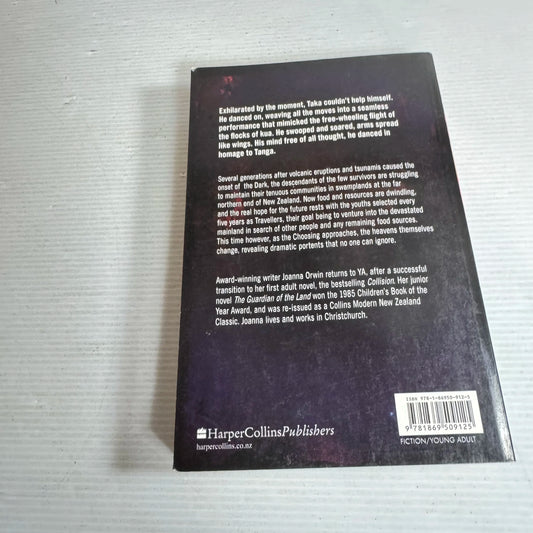 Exhilarated by the moment, Taka couldn't help himself.
He danced on, weaving all the moves into a seamless
performance that mimicked the free-wheeling flight of
the flocks of kua. He swooped and soared, arms spread
like wings. His mind free of all thought, he danced in
homage to Tanga.
Several generations after volcanic eruptions and tsunamis caused the
onset of the Dark, the descendents of the few survivors are struggling
to maintain their tenuous communities in swamplands at the far
northern end of New Zealand. Now food and resources are dwindling,
and the real hope for the future rests with the youths selected every
five years as Travellers, their goal being to venture into the devastated
mainland in search of other people and any remaining food sources.
This time however, as the Choosing approaches, the heavens themselves
change, revealing dramatic portents that no one can ignore.
Award-winning writer Joanna Orwin returns to YA, after a successful
transition to her first adult novel, the bestselling Collision. Her junior
novel The Guardian of the Land won the 1985 Children's Book of the
Year Award, and was re-issued as a Collins Modern New Zealand
Classic. Joanna lives and works in Christchurch.
ISBN 978-1-86950-912-5
9 781869 509125
FICTION/YOUNG ADULT
HarperCollinsPublishers
harpercollins.co.nz